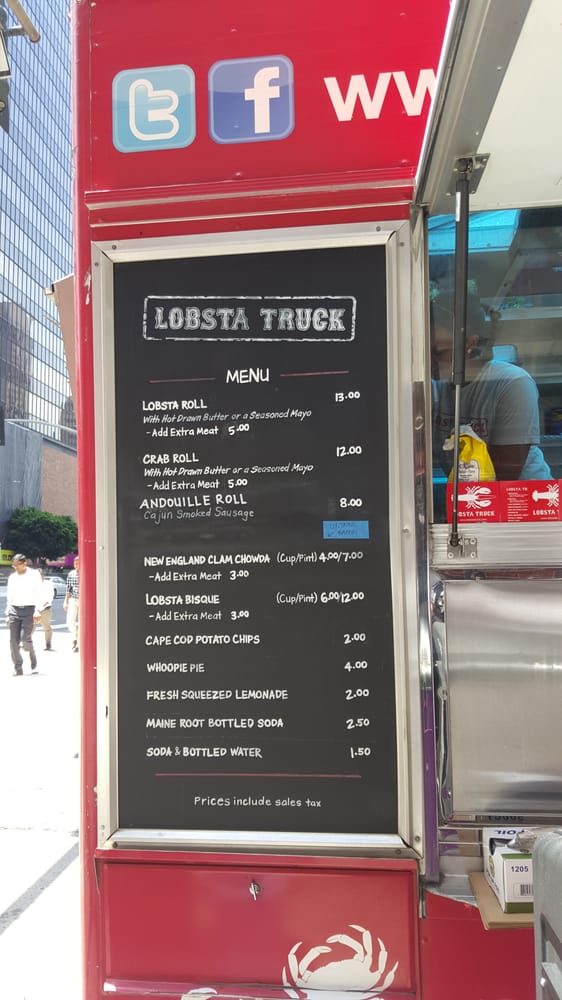 t f ww
LOBSTA TRUCK
MENU
LOBSTA ROLL 13.00
With Hot Drawn Butter or a Seasoned Mayo
- Add Extra Meat 5.00
CRAB ROLL 12.00
With Hot Drawn Butter or a Seasoned Mayo
- Add Extra Meat 5.00
ANDOUILLE ROLL 8.00
Cajun Smoked Sausage
NEW ENGLAND CLAM CHOWDA (Cup/Pint) 4.00/7.00
- Add Extra Meat 3.00
LOBSTA BISQUE (Cup/Pint) 6.00/12.00
- Add Extra Meat 3.00
CAPE COD POTATO CHIPS 2.00
WHOOPIE PIE 4.00
FRESH SQUEEZED LEMONADE 2.00
MAINE ROOT BOTTLED SODA 2.50
SODA & BOTTLED WATER 1.50
Prices include sales tax
LOBSTA TRUCK
LOBSTA TR
LOBSTA T
FOIL
1205